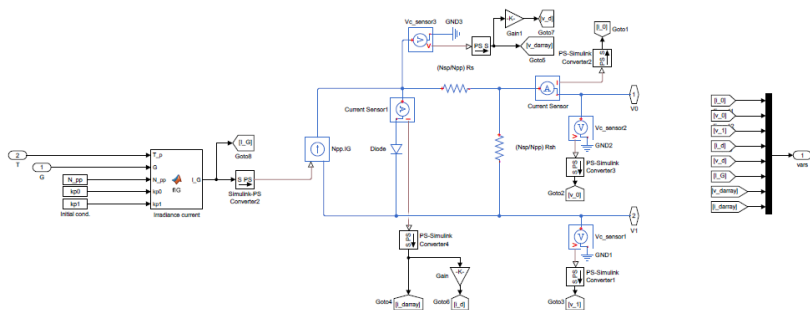 Vc_sensor3
GND3
-K-
[v_d]
Gain1
Goto7
PS S
[v_darray]
Goto5
[i_0]
Goto1
PS-Simulink
Converter2
(Nsp/Npp) Rs
Current Sensor
1
V0
Current Sensor1
Diode
Npp.IG
(Nsp/Npp) Rsh
Vc_sensor2
GND2
PS-Simulink
Converter3
Goto2
[v_0]
2
T
1
G
N_pp
kp0
kp1
Initial cond.
T_p
G
N_pp
kp0
kp1
EG
I_G
Irradiance current
[I_G]
Goto8
S PS
Simulink-PS
Converter2
2
V1
Vc_sensor1
GND1
PS-Simulink
Converter1
Goto3
[v_1]
S PS
PS-Simulink
Converter4
-K-
Gain
Goto4
[i_darray]
Goto6
[i_d]
[i_0]
[v_0]
[v_1]
[i_d]
[v_d]
[I_G]
[v_darray]
[i_darray]
1
vars